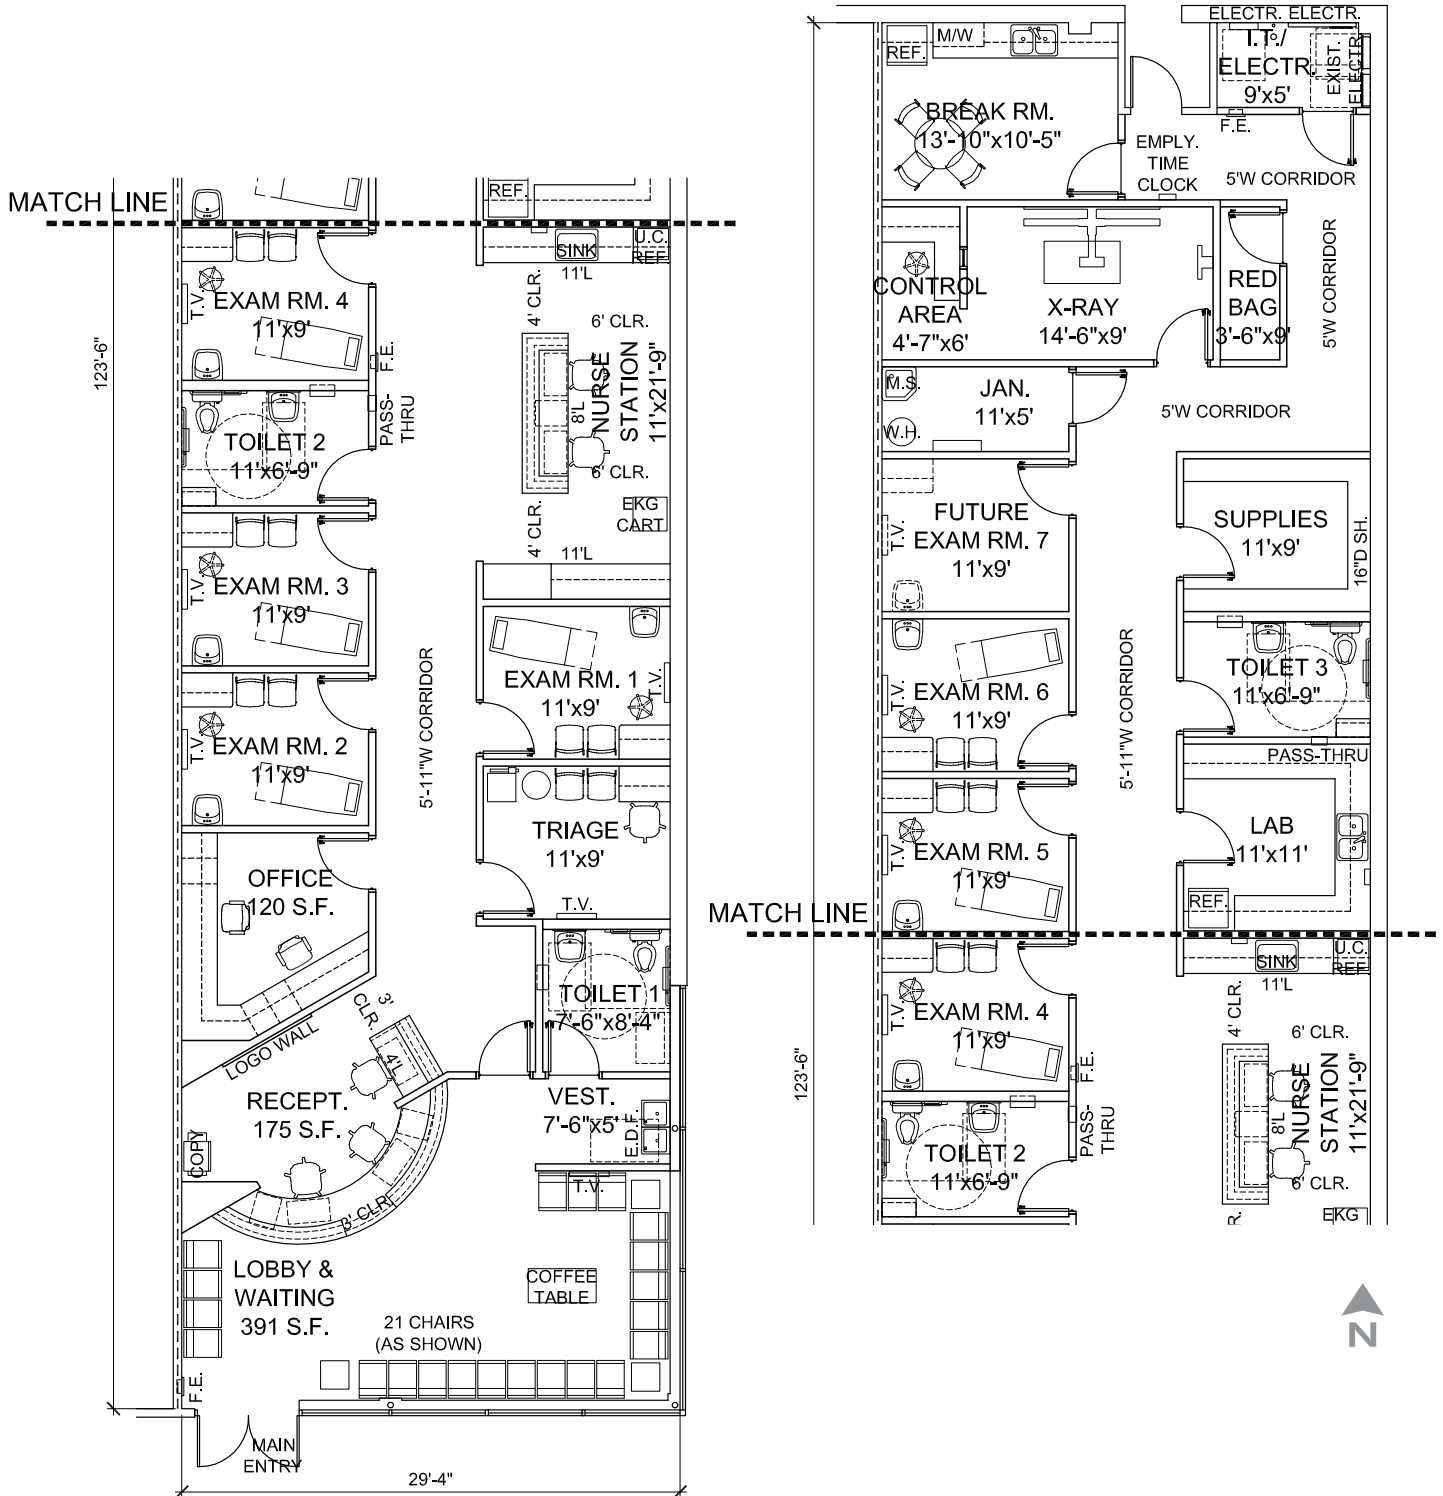 MATCH LINE
REF.
SINK
11'L
U.C.
REF.
T.V.
EXAM RM. 4
11'x9'
F.E.
4' CLR.
6' CLR.
NURSE
STATION
11'x21'-9"
8'L
6' CLR.
4' CLR.
EKG
CART
11'L
123'-6"
TOILET 2
11'x6'-9"
PASS-
THRU
T.V.
EXAM RM. 3
11'x9'
T.V.
EXAM RM. 2
11'x9'
5'-11"W CORRIDOR
EXAM RM. 1
11'x9'
T.V.
TRIAGE
11'x9'
T.V.
OFFICE
120 S.F.
LOGO WALL
3'
CLR.
4'L
TOILET 1
7'-6"x8'-4"
RECEPT.
175 S.F.
COPY
3' CLR.
VEST.
7'-6"x5'
E.D.F.
T.V.
LOBBY &
WAITING
391 S.F.
COFFEE
TABLE
21 CHAIRS
(AS SHOWN)
F.E.
MAIN
ENTRY
29'-4"
REF.
M/W
BREAK RM.
13'-10"x10'-5"
ELECTR.
ELECTR.
I.T./
ELECTR.
9'x5'
EXIST.
ELECTR.
F.E.
EMPLY.
TIME
CLOCK
5'W CORRIDOR
CONTROL
AREA
4'-7"x6'
X-RAY
14'-6"x9'
RED
BAG
3'-6"x9'
5'W CORRIDOR
M.S.
W.H.
JAN.
11'x5'
5'W CORRIDOR
FUTURE
EXAM RM. 7
11'x9'
T.V.
SUPPLIES
11'x9'
16"D SH.
T.V.
EXAM RM. 6
11'x9'
5'-11"W CORRIDOR
TOILET 3
11'x6'-9"
PASS-THRU
T.V.
EXAM RM. 5
11'x9'
LAB
11'x11'
REF.
MATCH LINE
SINK
11'L
U.C.
REF.
T.V.
EXAM RM. 4
11'x9'
F.E.
4' CLR.
6' CLR.
NURSE
STATION
11'x21'-9"
8'L
6' CLR.
123'-6"
TOILET 2
11'x6'-9"
PASS-
THRU
R.
EKG
N